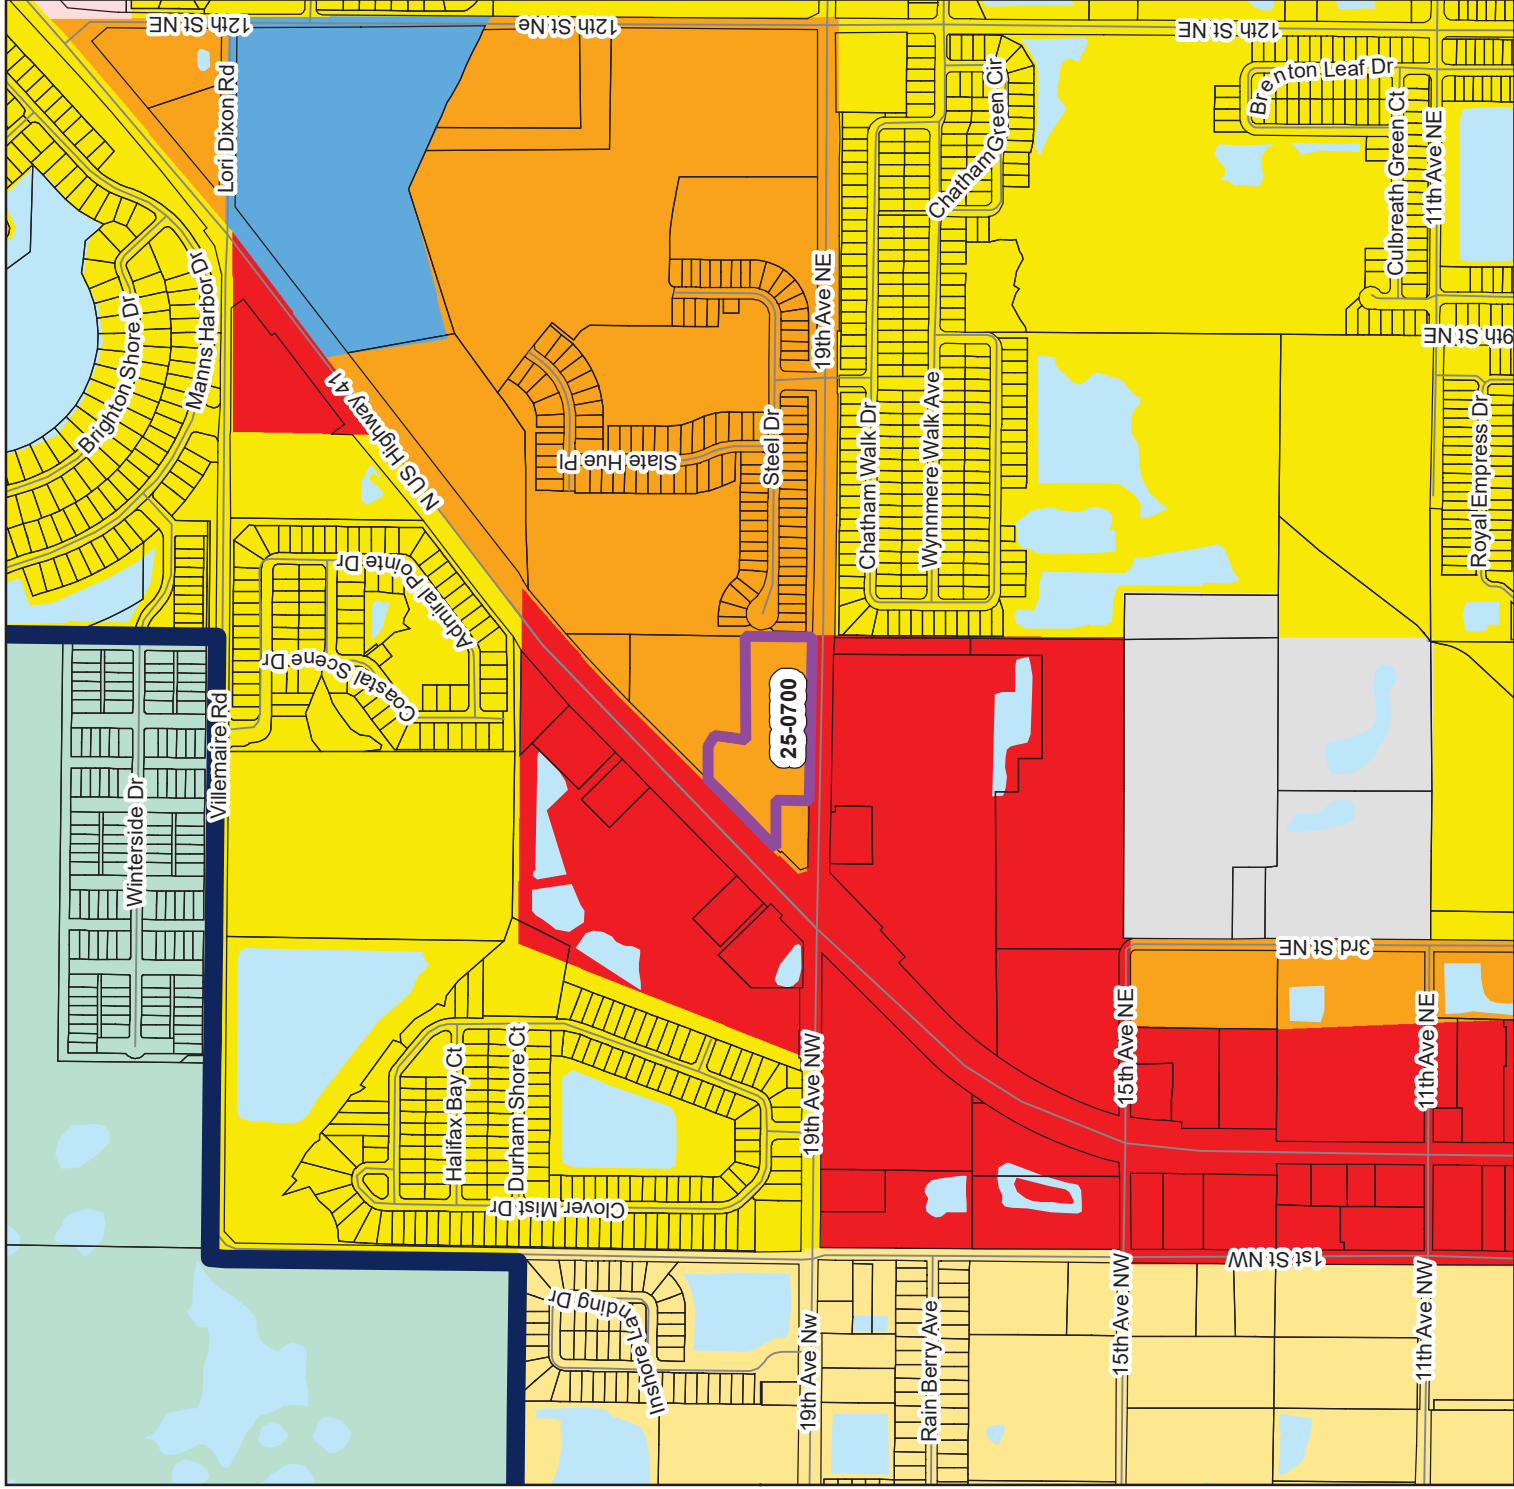 12th St NE
12th St Ne
12th St NE
Lori Dixon Rd
Brenton Leaf Dr
Chatham Green Cir
Culbreath Green Ct
11th Ave NE
Manns Harbor Dr
Brighton Shore Dr
19th Ave NE
9th St NE
N US Highway 41
Slate Hue Pl
Steel Dr
Chatham Walk Dr
Wynnmere Walk Ave
Royal Empress Dr
Admiral Pointe Dr
Coastal Scene Dr
Villemaire Rd
25-0700
Winterside Dr
3rd St NE
15th Ave NE
11th Ave NE
Halifax Bay Ct
Durham Shore Ct
19th Ave NW
Clover Mist Dr
1st St NW
Inshore Landing Dr
19th Ave Nw
Rain Berry Ave
15th Ave NW
11th Ave NW